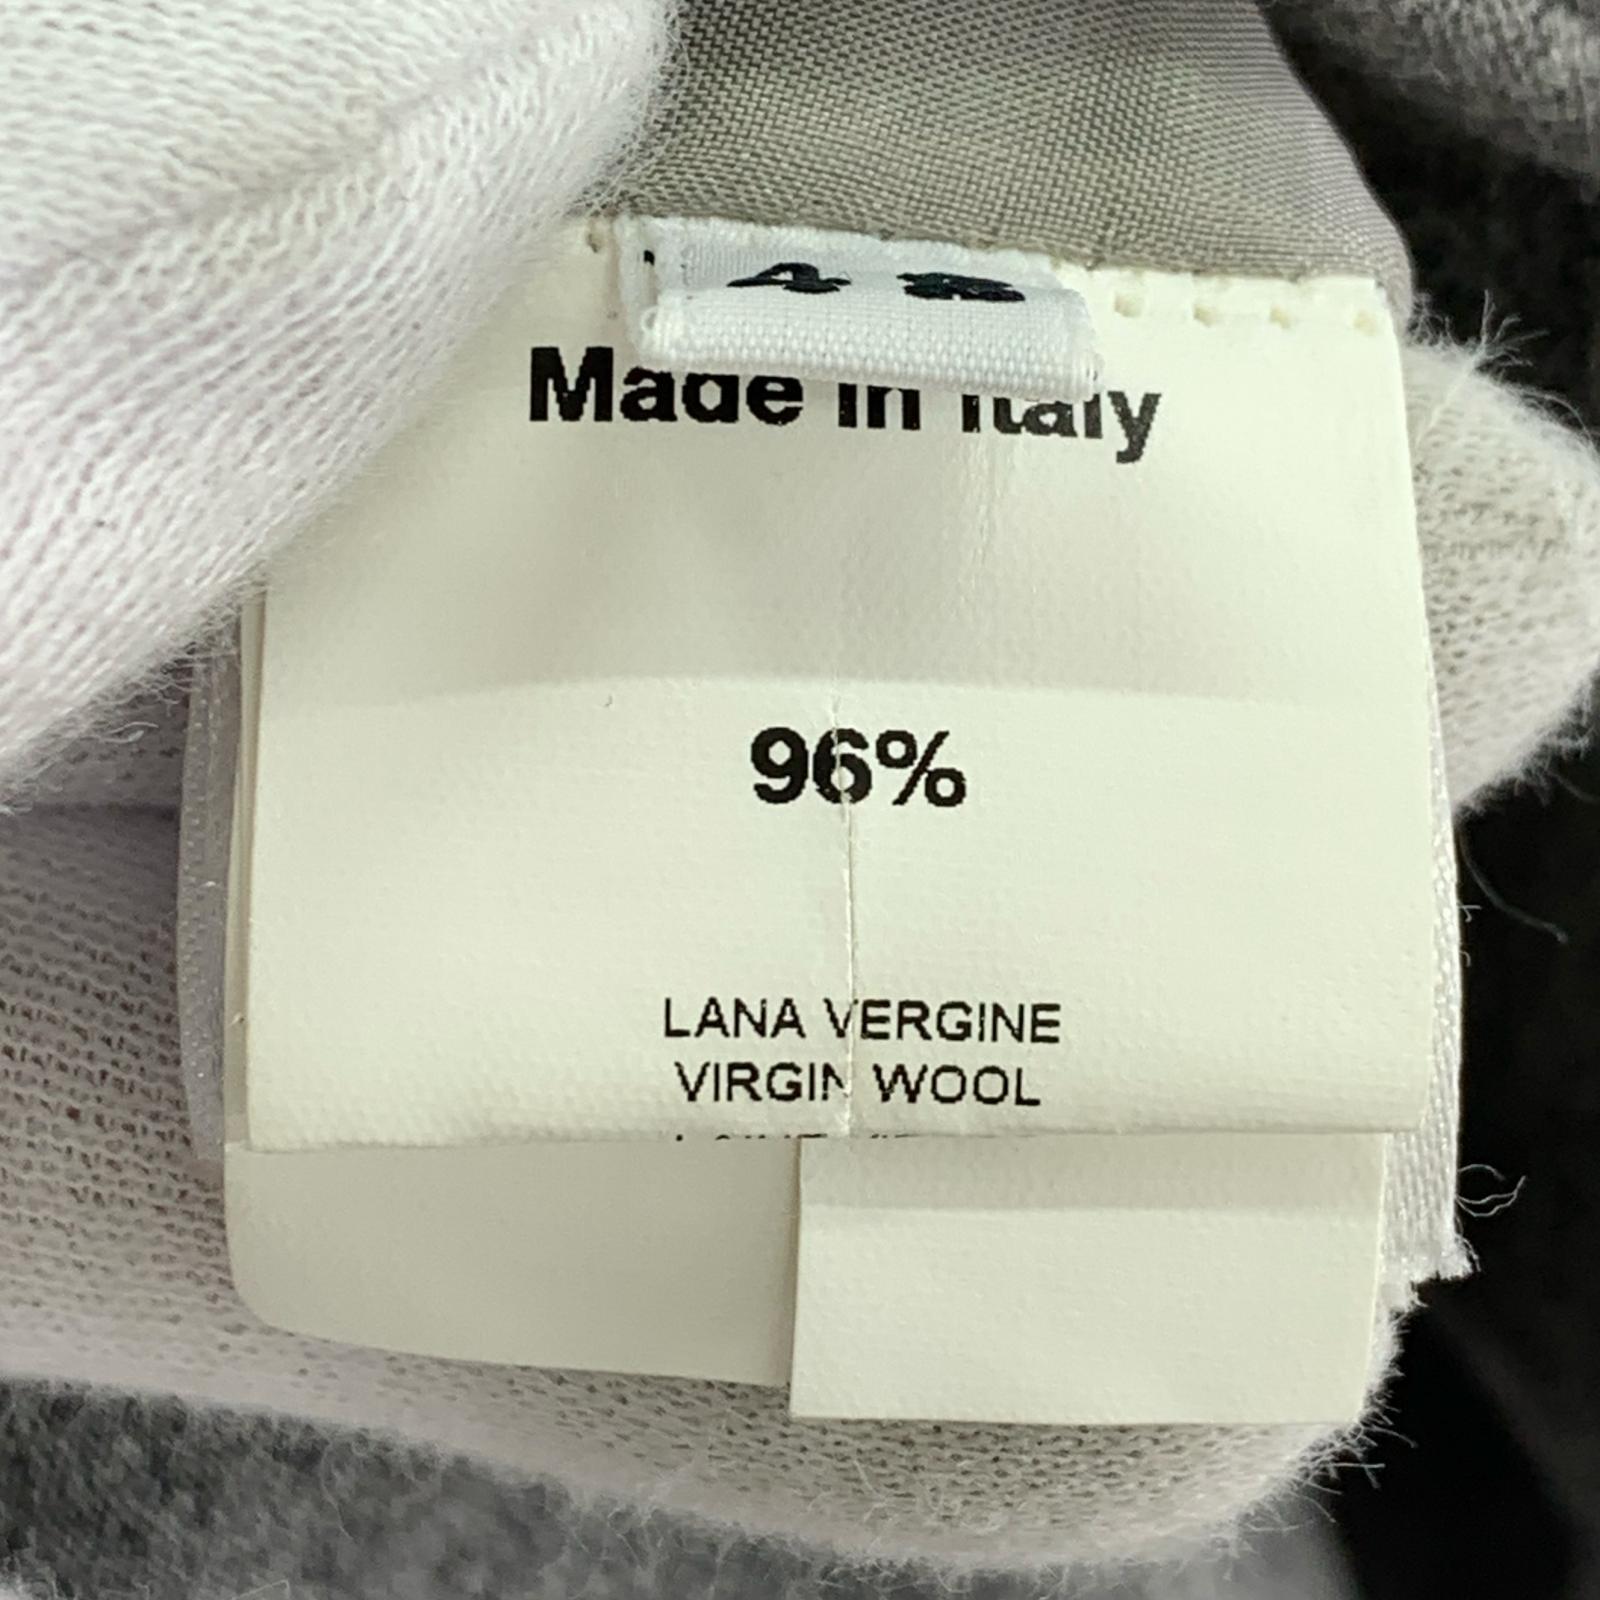 48
Made in Italy
96%
LANA VERGINE
VIRGIN WOOL